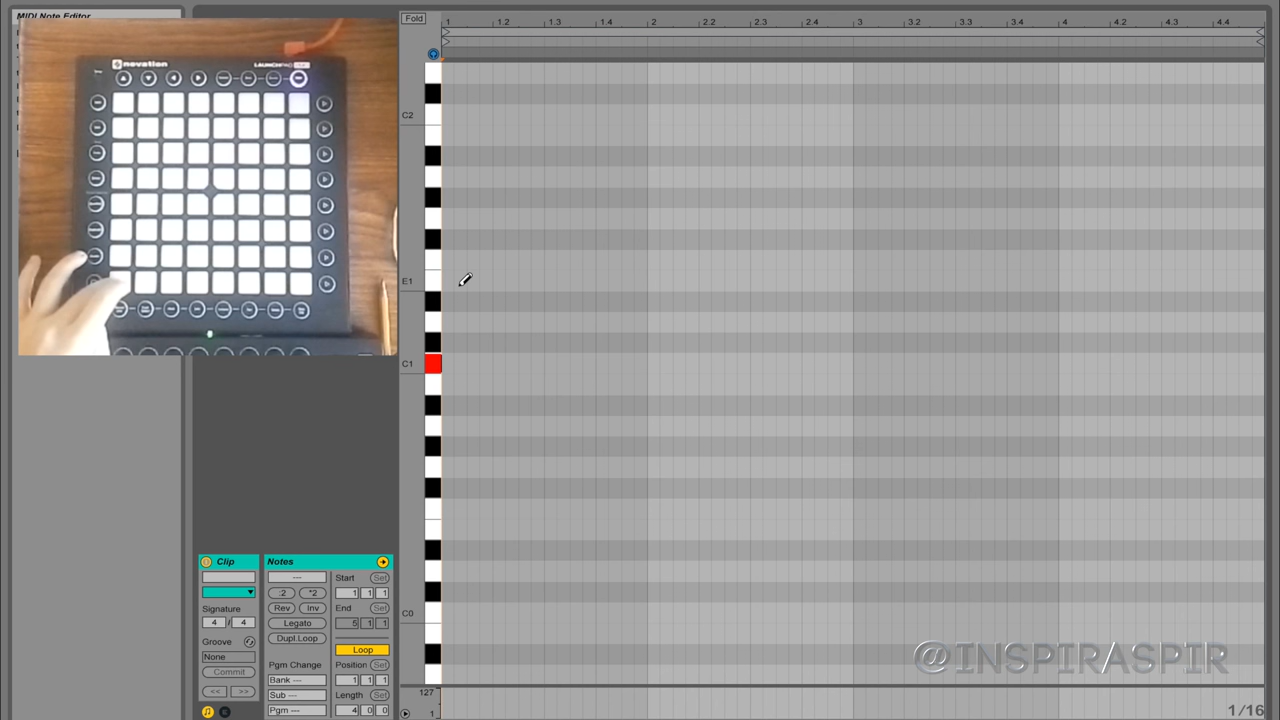 MIDI Note Editor
novation
LAUNCHPAD
Fold
1 1.2 1.3 1.4 2 2.2 2.3 2.4 3 3.2 3.3 3.4 4 4.2 4.3 4.4
C2
E1
C1
C0
Clip
Signature
4 / 4
Groove
None
Commit
<< >>
Notes
---
:2 *2
Rev Inv
Legato
Dupl.Loop
Pgm Change
Bank ---
Sub ---
Pgm ---
Start Set
1 1 1
End Set
5 1 1
Loop
Position Set
1 1 1
Length Set
4 0 0
127
1
@INSPIRASPIR
1/16